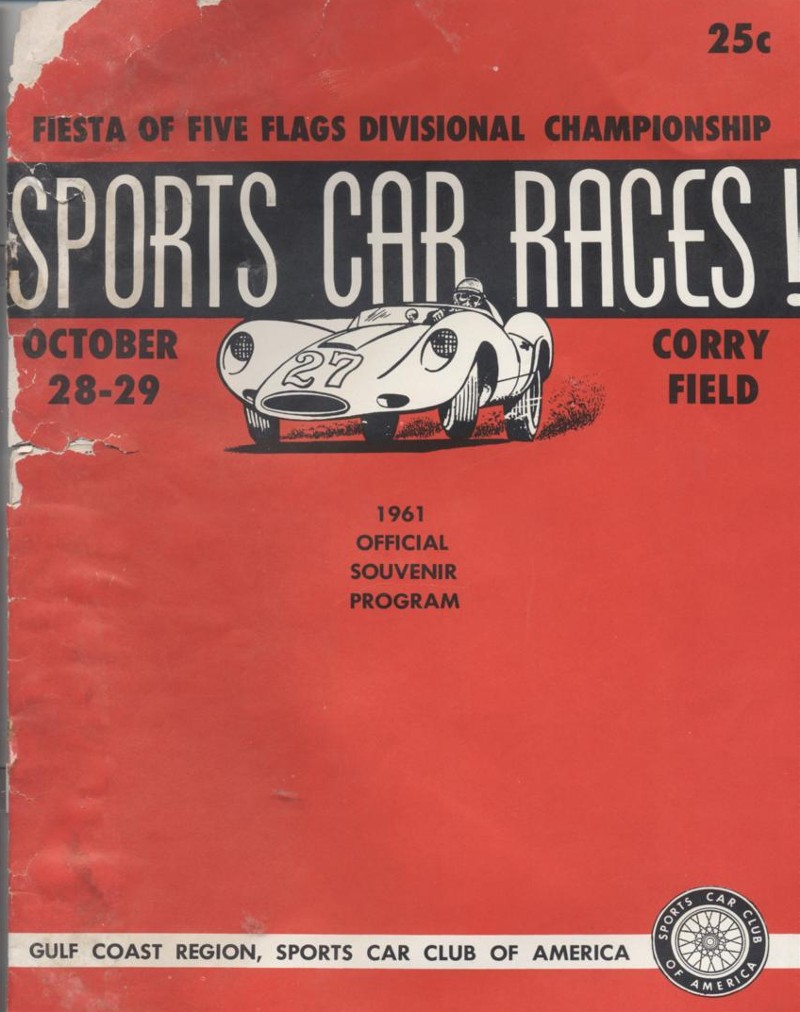 25c
FIESTA OF FIVE FLAGS DIVISIONAL CHAMPIONSHIP
SPORTS CAR RACES!
OCTOBER
28-29
CORRY
FIELD
27
1961
OFFICIAL
SOUVENIR
PROGRAM
GULF COAST REGION, SPORTS CAR CLUB OF AMERICA
SPORTS CAR CLUB
OF AMERICA